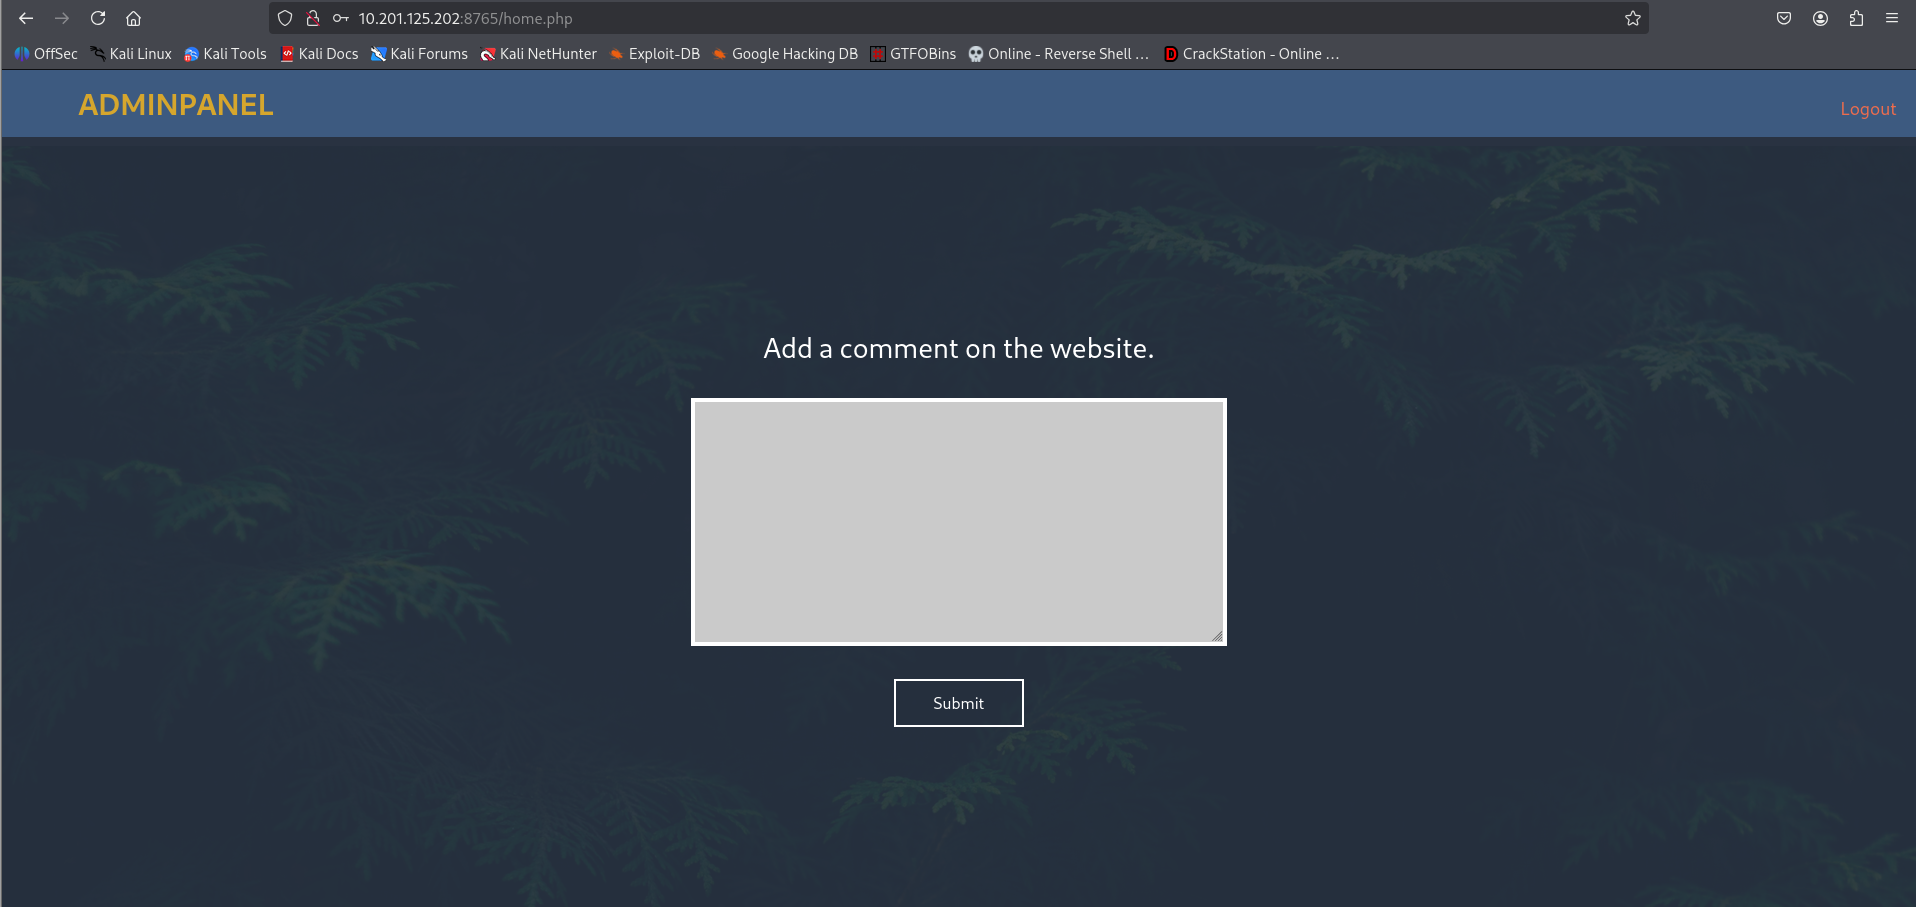 10.201.125.202:8765/home.php
OffSec Kali Linux Kali Tools Kali Docs Kali Forums Kali NetHunter Exploit-DB Google Hacking DB GTFOBins Online - Reverse Shell … CrackStation - Online …
ADMINPANEL Logout
Add a comment on the website.
Submit